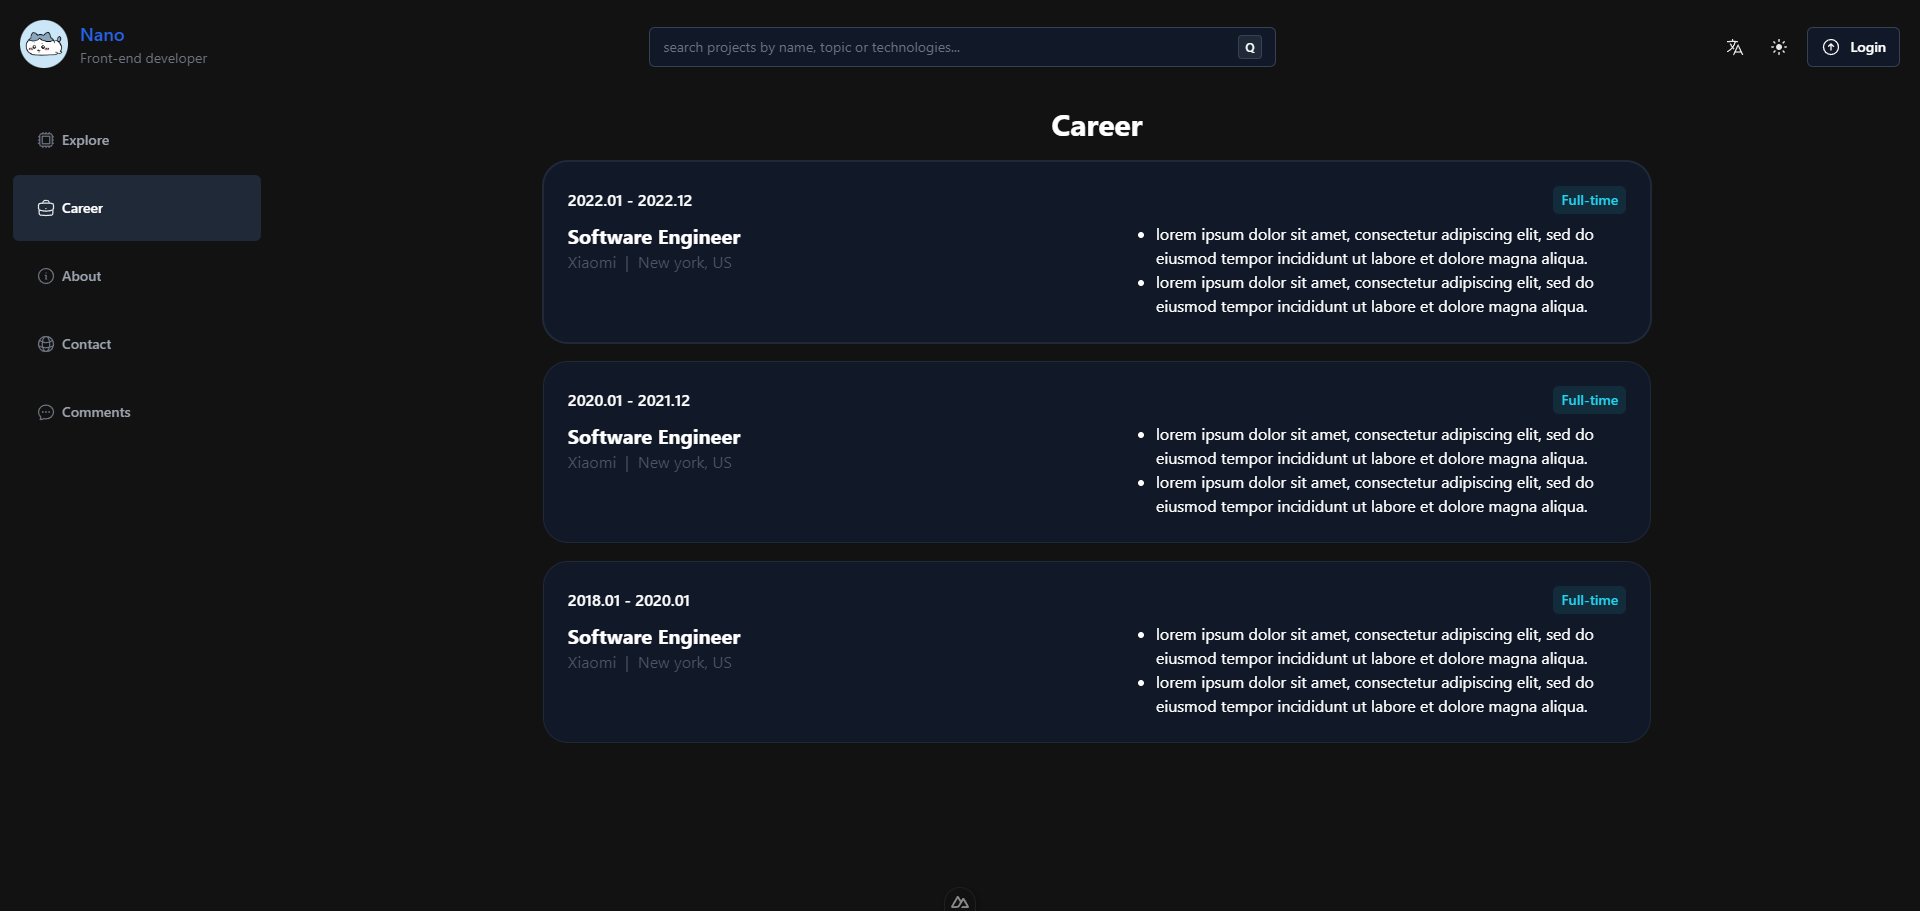 Nano
Front-end developer
search projects by name, topic or technologies...
Q
Login
Explore
Career
About
Contact
Comments
Career
2022.01 - 2022.12
Full-time
Software Engineer
Xiaomi | New york, US
lorem ipsum dolor sit amet, consectetur adipiscing elit, sed do
eiusmod tempor incididunt ut labore et dolore magna aliqua.
lorem ipsum dolor sit amet, consectetur adipiscing elit, sed do
eiusmod tempor incididunt ut labore et dolore magna aliqua.
2020.01 - 2021.12
Full-time
Software Engineer
Xiaomi | New york, US
lorem ipsum dolor sit amet, consectetur adipiscing elit, sed do
eiusmod tempor incididunt ut labore et dolore magna aliqua.
lorem ipsum dolor sit amet, consectetur adipiscing elit, sed do
eiusmod tempor incididunt ut labore et dolore magna aliqua.
2018.01 - 2020.01
Full-time
Software Engineer
Xiaomi | New york, US
lorem ipsum dolor sit amet, consectetur adipiscing elit, sed do
eiusmod tempor incididunt ut labore et dolore magna aliqua.
lorem ipsum dolor sit amet, consectetur adipiscing elit, sed do
eiusmod tempor incididunt ut labore et dolore magna aliqua.